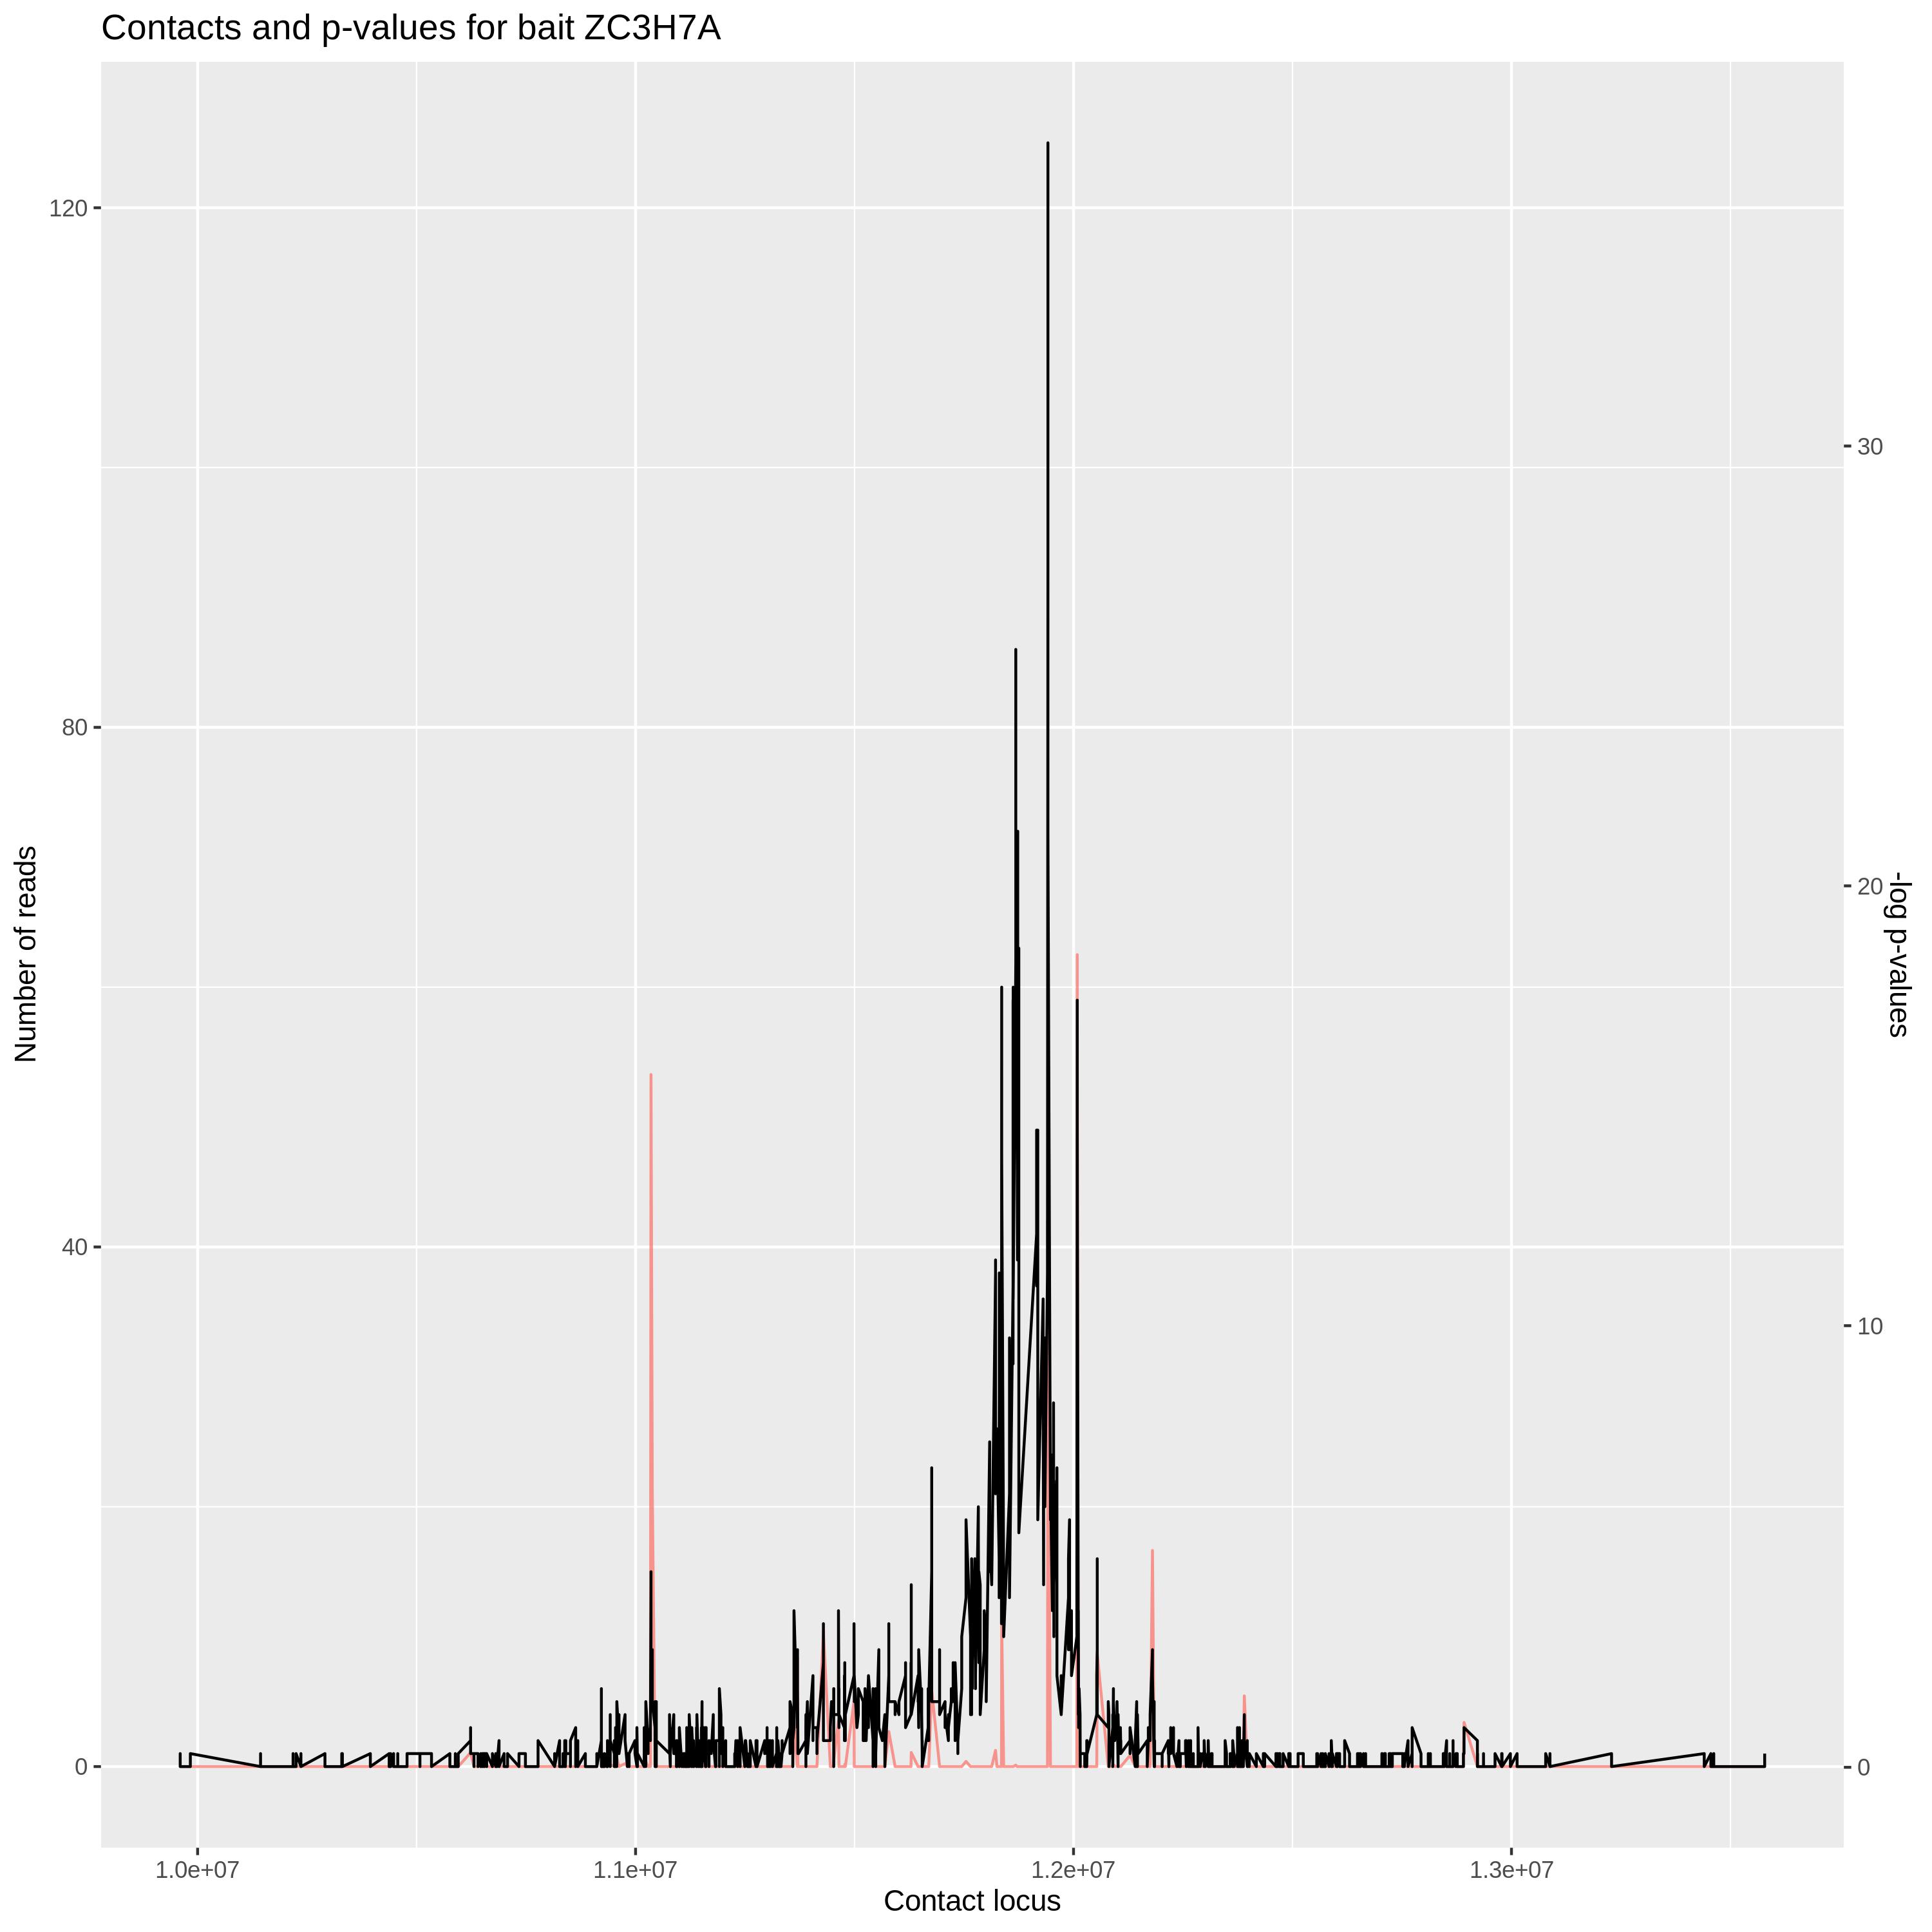 Contacts and p-values for bait ZC3H7A
120
80
40
0
Number of reads
30
20
10
0
-log p-values
1.0e+07
1.1e+07
1.2e+07
1.3e+07
Contact locus